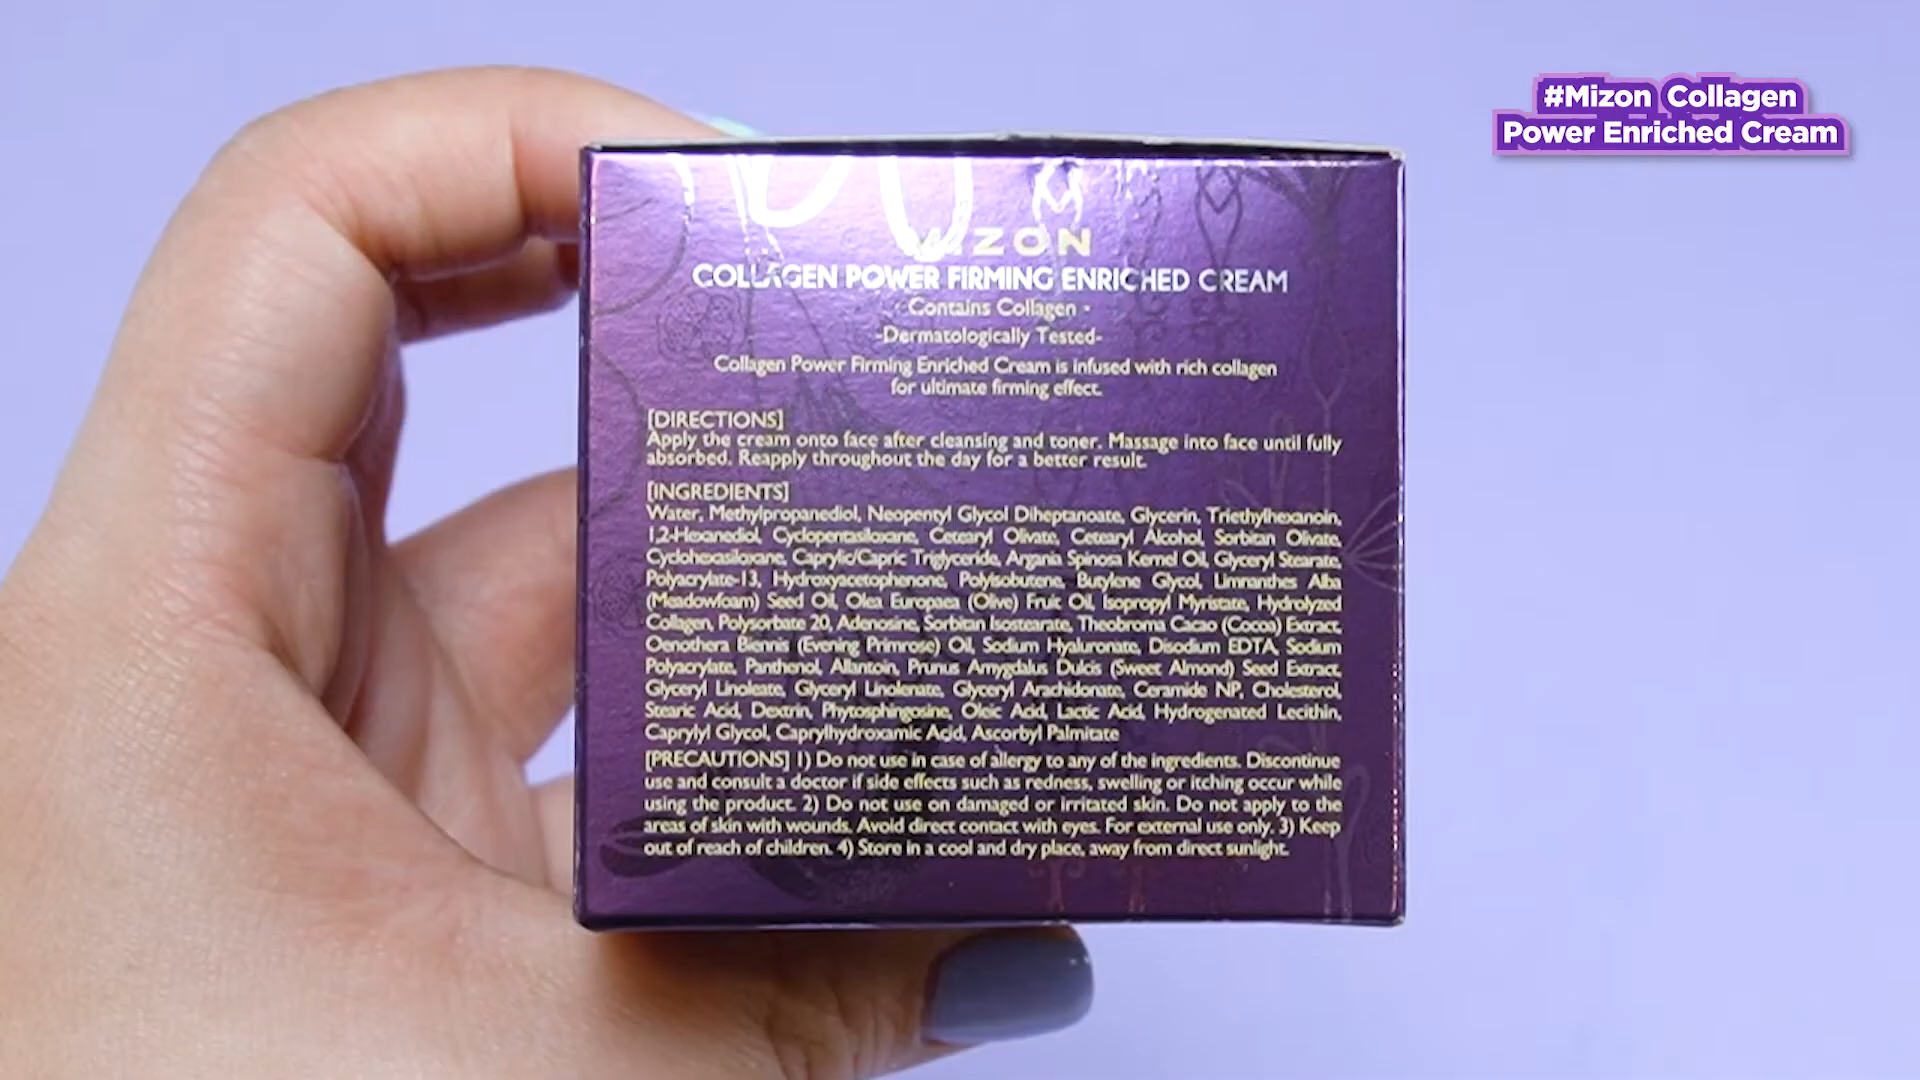 #Mizon Collagen
Power Enriched Cream
MIZON
COLLAGEN POWER FIRMING ENRICHED CREAM
- Contains Collagen -
-Dermatologically Tested-
Collagen Power Firming Enriched Cream is infused with rich collagen
for ultimate firming effect.
[DIRECTIONS]
Apply the cream onto face after cleansing and toner. Massage into face until fully
absorbed. Reapply throughout the day for a better result.
[INGREDIENTS]
Water, Methylpropanediol, Neopentyl Glycol Diheptanoate, Glycerin, Triethylhexanoin,
1,2-Hexanediol, Cyclopentasiloxane, Cetearyl Olivate, Cetearyl Alcohol, Sorbitan Olivate,
Cyclohexasiloxane, Caprylic/Capric Triglyceride, Argania Spinosa Kernel Oil, Glyceryl Stearate,
Polyacrylate-13, Hydroxyacetophenone, Polyisobutene, Butylene Glycol, Limnanthes Alba
(Meadowfoam) Seed Oil, Olea Europaea (Olive) Fruit Oil, Isopropyl Myristate, Hydrolyzed
Collagen, Polysorbate 20, Adenosine, Sorbitan Isostearate, Theobroma Cacao (Cocoa) Extract,
Oenothera Biennis (Evening Primrose) Oil, Sodium Hyaluronate, Disodium EDTA, Sodium
Polyacrylate, Panthenol, Allantoin, Prunus Amygdalus Dulcis (Sweet Almond) Seed Extract,
Glyceryl Linoleate, Glyceryl Linolenate, Glyceryl Arachidonate, Ceramide NP, Cholesterol,
Stearic Acid, Dextrin, Phytosphingosine, Oleic Acid, Lactic Acid, Hydrogenated Lecithin,
Caprylyl Glycol, Caprylhydroxamic Acid, Ascorbyl Palmitate
[PRECAUTIONS] 1) Do not use in case of allergy to any of the ingredients. Discontinue
use and consult a doctor if side effects such as redness, swelling or itching occur while
using the product. 2) Do not use on damaged or irritated skin. Do not apply to the
areas of skin with wounds. Avoid direct contact with eyes. For external use only. 3) Keep
out of reach of children. 4) Store in a cool and dry place, away from direct sunlight.